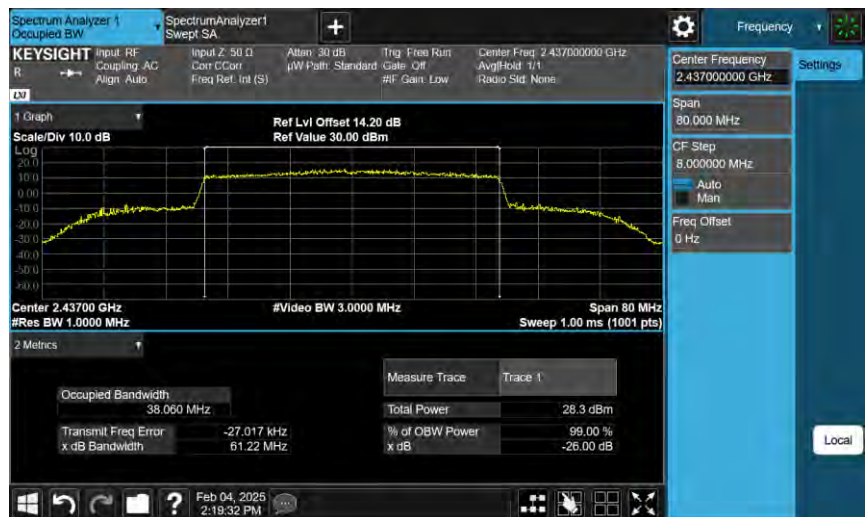 Spectrum Analyzer 1
Occupied BW
SpectrumAnalyzer1
Swept SA
+
Frequency
KEYSIGHT
R
LXI
Input: RF
Coupling: AC
Align: Auto
Input Z: 50 Ω
Corr CCorr
Freq Ref: Int (S)
Atten: 30 dB
µW Path: Standard
Trig: Free Run
Gate: Off
#IF Gain: Low
Center Freq: 2.437000000 GHz
Avg|Hold: 1/1
Radio Std: None
Center Frequency
2.437000000 GHz
Settings
Span
80.000 MHz
CF Step
8.000000 MHz
Auto
Man
Freq Offset
0 Hz
1 Graph
Scale/Div 10.0 dB
Ref Lvl Offset 14.20 dB
Ref Value 30.00 dBm
Log
20.0
10.0
0.00
-10.0
-20.0
-30.0
-40.0
-50.0
-60.0
Center 2.43700 GHz
#Video BW 3.0000 MHz
Span 80 MHz
#Res BW 1.0000 MHz
Sweep 1.00 ms (1001 pts)
2 Metrics
Measure Trace
Trace 1
Occupied Bandwidth
38.060 MHz
Total Power
28.3 dBm
Transmit Freq Error
-27.017 kHz
% of OBW Power
99.00 %
x dB Bandwidth
61.22 MHz
x dB
-26.00 dB
Local
?
Feb 04, 2025
2:19:32 PM